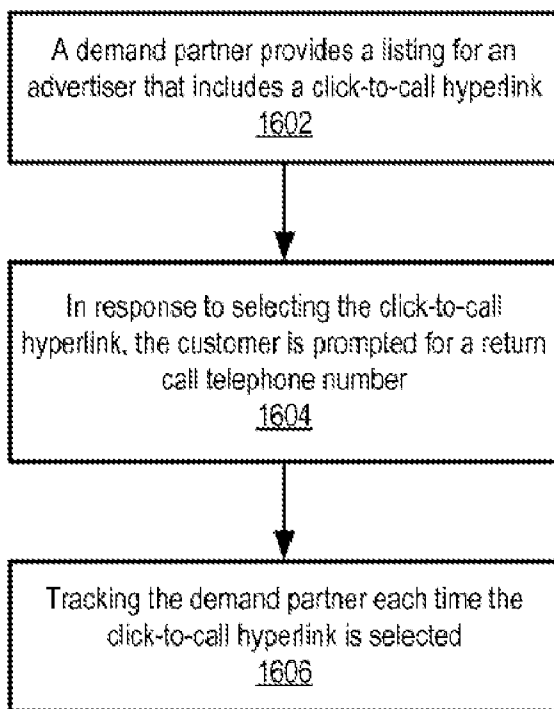 A demand partner provides a listing for an
advertiser that includes a click-to-call hyperlink
1602
In response to selecting the click-to-call
hyperlink, the customer is prompted for a return
call telephone number
1604
Tracking the demand partner each time the
click-to-call hyperlink is selected
1606